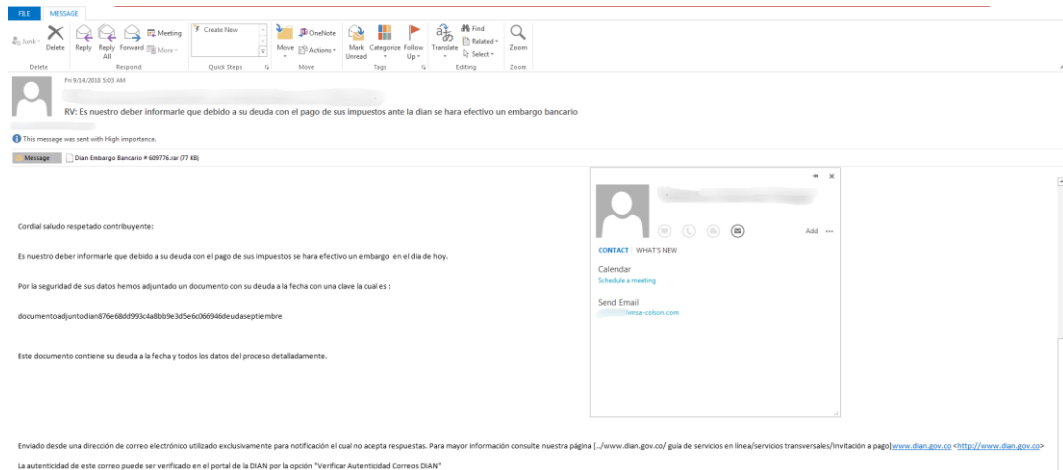 FILE MESSAGE
Junk
Delete
Reply
Reply All
Forward
Meeting
More
Create New
Move
OneNote
Actions
Mark Unread
Categorize
Follow Up
Translate
Find
Related
Select
Zoom
Delete Respond Quick Steps Move Tags Editing Zoom
Fri 9/14/2018 5:03 AM
RV: Es nuestro deber informarle que debido a su deuda con el pago de sus impuestos ante la dian se hara efectivo un embargo bancario
This message was sent with High importance.
Message Dian Embargo Bancario # 609776.rar (77 KB)
Add
CONTACT WHAT'S NEW
Calendar
Schedule a meeting
Send Email
msa-colson.com
Cordial saludo respetado contribuyente:
Es nuestro deber informarle que debido a su deuda con el pago de sus impuestos se hara efectivo un embargo en el dia de hoy.
Por la seguridad de sus datos hemos adjuntado un documento con su deuda a la fecha con una clave la cual es :
documentoadjuntodian876e68dd993c4a8bb9e3d5e6c066946deudaseptiembre
Este documento contiene su deuda a la fecha y todos los datos del proceso detalladamente.
Enviado desde una dirección de correo electrónico utilizado exclusivamente para notificación el cual no acepta respuestas. Para mayor información consulte nuestra página [../www.dian.gov.co/ guía de servicios en línea/servicios transversales/Invitación a pago]www.dian.gov.co <http://www.dian.gov.co>
La autenticidad de este correo puede ser verificado en el portal de la DIAN por la opción "Verificar Autenticidad Correos DIAN"